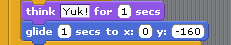 think Yuk! for 1 secs
glide 1 secs to x: 0 y: -160